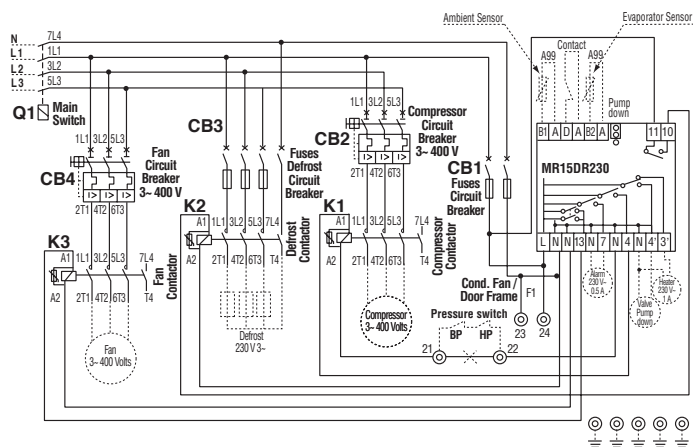 Ambient Sensor
Evaporator Sensor
N 7L4
L1 1L1
L2 3L2
L3 5L3
Q1 Main Switch
A99 Contact A99
Pump down
B1 A D A B2 A
11 10
MR15DR230
L N N 13 N 7 N 4 N 4' 3'
Alarm
230 V~
0,5 A
Valve
Pump
down
Heater
230 V~
1 A
1L1 3L2 5L3
Fan
Circuit
Breaker
3~ 400 V
CB4
I> I> I>
2T1 4T2 6T3
CB3
Fuses
Defrost
Circuit
Breaker
1L1 3L2 5L3
Compressor
Circuit
Breaker
3~ 400 V
CB2
I> I> I>
2T1 4T2 6T3
CB1
Fuses
Circuit
Breaker
K3
A1 1L1 3L2 5L3 7L4
A2 2T1 4T2 6T3 T4
Fan
Contactor
Fan
3~ 400 Volts
K2
A1 1L1 3L2 5L3 7L4
A2 2T1 4T2 6T3 T4
Defrost
Contactor
Defrost
230 V 3~
K1
A1 1L1 3L2 5L3 7L4
A2 2T1 4T2 6T3 T4
Compressor
Contactor
Compressor
3~ 400 Volts
Cond. Fan /
Door Frame
F1
23 24
Pressure switch
BP HP
21 22